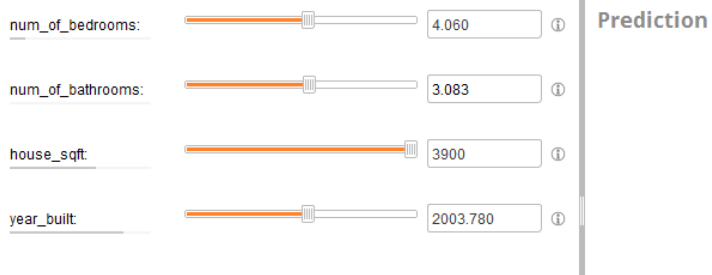 num_of_bedrooms: 4.060 Prediction
num_of_bathrooms: 3.083
house_sqft: 3900
year_built: 2003.780